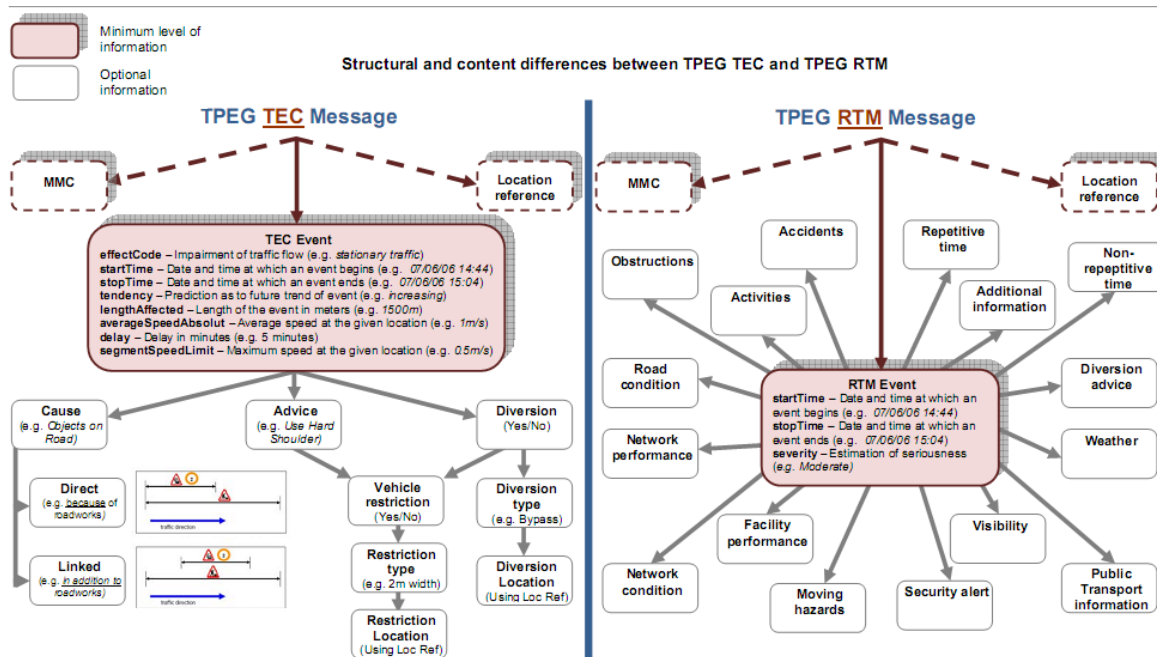 Minimum level of
information
Optional
information
Structural and content differences between TPEG TEC and TPEG RTM
TPEG TEC Message
MMC
Location
reference
TEC Event
effectCode – Impairment of traffic flow (e.g. stationary traffic)
startTime – Date and time at which an event begins (e.g. 07/06/06 14:44)
stopTime – Date and time at which an event ends (e.g. 07/06/06 15:04)
tendency – Prediction as to future trend of event (e.g. increasing)
lengthAffected – Length of the event in meters (e.g. 1500m)
averageSpeedAbsolut – Average speed at the given location (e.g. 1m/s)
delay – Delay in minutes (e.g. 5 minutes)
segmentSpeedLimit – Maximum speed at the given location (e.g. 0.5m/s)
Cause
(e.g. Objects on
Road)
Advice
(e.g. Use Hard
Shoulder)
Diversion
(Yes/No)
Direct
(e.g. because of
roadworks)
traffic direction
Linked
(e.g. in addition to
roadworks)
traffic direction
Vehicle
restriction
(Yes/No)
Restriction
type
(e.g. 2m width)
Restriction
Location
(Using Loc Ref)
Diversion
type
(e.g. Bypass)
Diversion
Location
(Using Loc Ref)
TPEG RTM Message
MMC
Location
reference
Accidents
Repetitive
time
Obstructions
Non-
repeptitive
time
Activities
Additional
information
Road
condition
RTM Event
startTime – Date and time at which an
event begins (e.g. 07/06/06 14:44)
stopTime – Date and time at which an
event ends (e.g. 07/06/06 15:04)
severity – Estimation of seriousness
(e.g. Moderate)
Diversion
advice
Network
performance
Weather
Facility
performance
Visibility
Network
condition
Moving
hazards
Security alert
Public
Transport
information